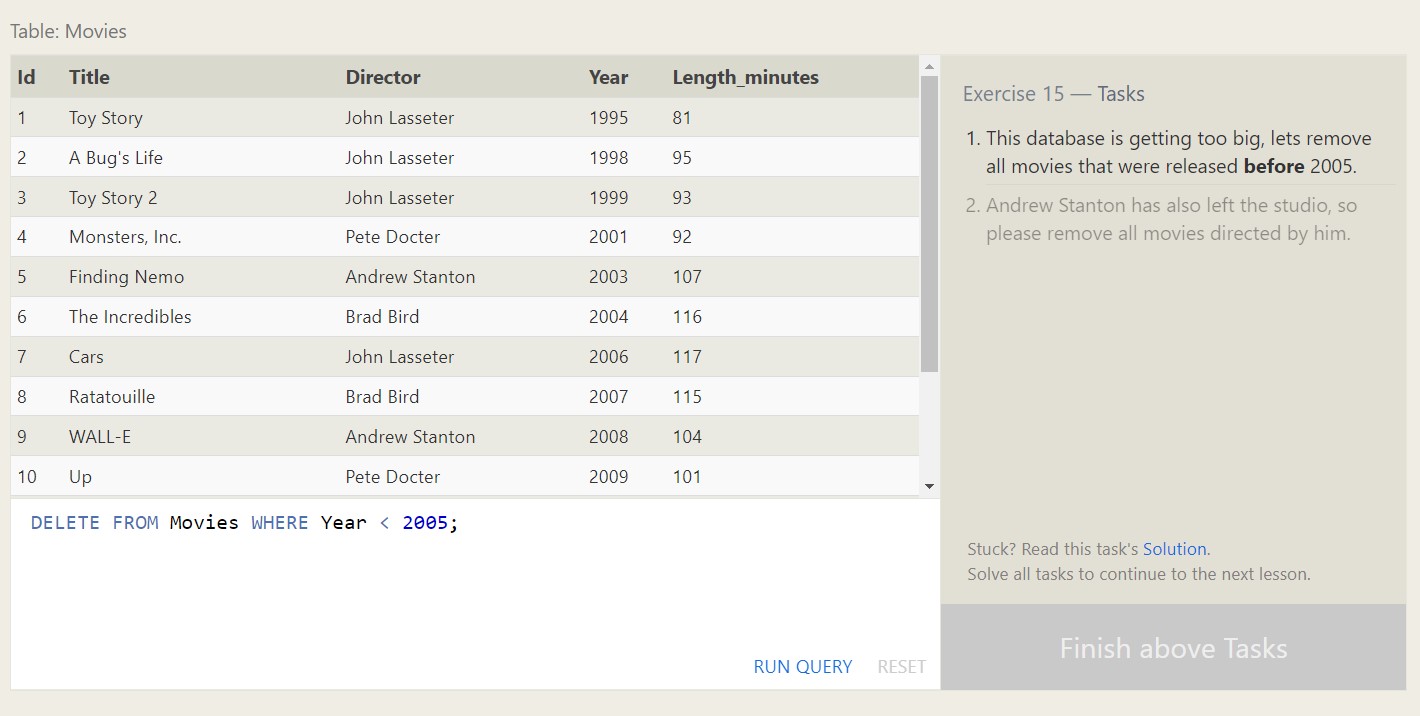 Table: Movies
Id Title Director Year Length_minutes
1 Toy Story John Lasseter 1995 81
2 A Bug's Life John Lasseter 1998 95
3 Toy Story 2 John Lasseter 1999 93
4 Monsters, Inc. Pete Docter 2001 92
5 Finding Nemo Andrew Stanton 2003 107
6 The Incredibles Brad Bird 2004 116
7 Cars John Lasseter 2006 117
8 Ratatouille Brad Bird 2007 115
9 WALL-E Andrew Stanton 2008 104
10 Up Pete Docter 2009 101
DELETE FROM Movies WHERE Year < 2005;
RUN QUERY RESET
Exercise 15 — Tasks
1. This database is getting too big, lets remove
all movies that were released before 2005.
2. Andrew Stanton has also left the studio, so
please remove all movies directed by him.
Stuck? Read this task's Solution.
Solve all tasks to continue to the next lesson.
Finish above Tasks